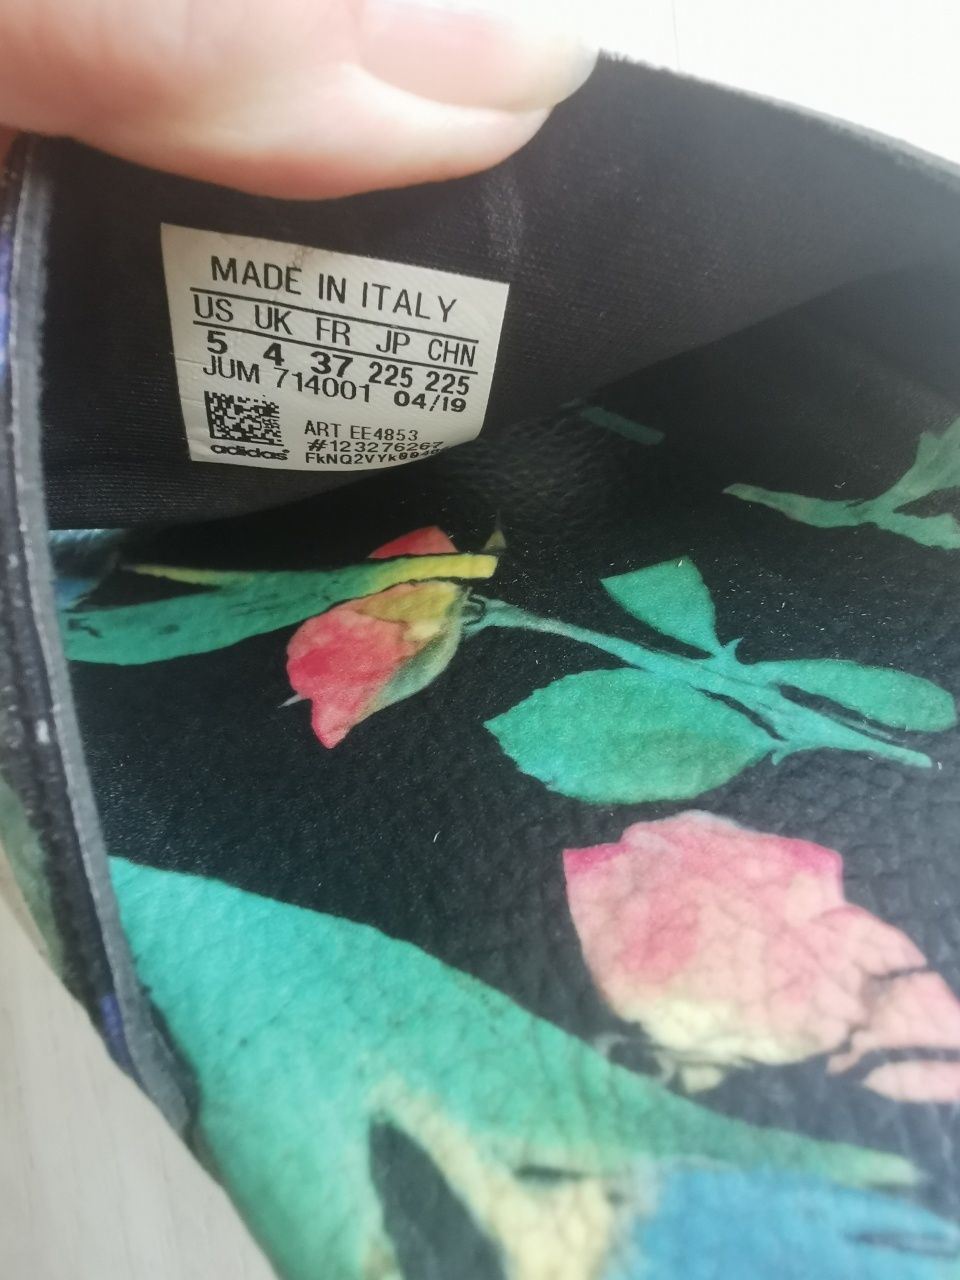 MADE IN ITALY
US UK FR JP CHN
5 4 37 225 225
JUM 714001 04/19
ART EE4853
#123276267
adidas